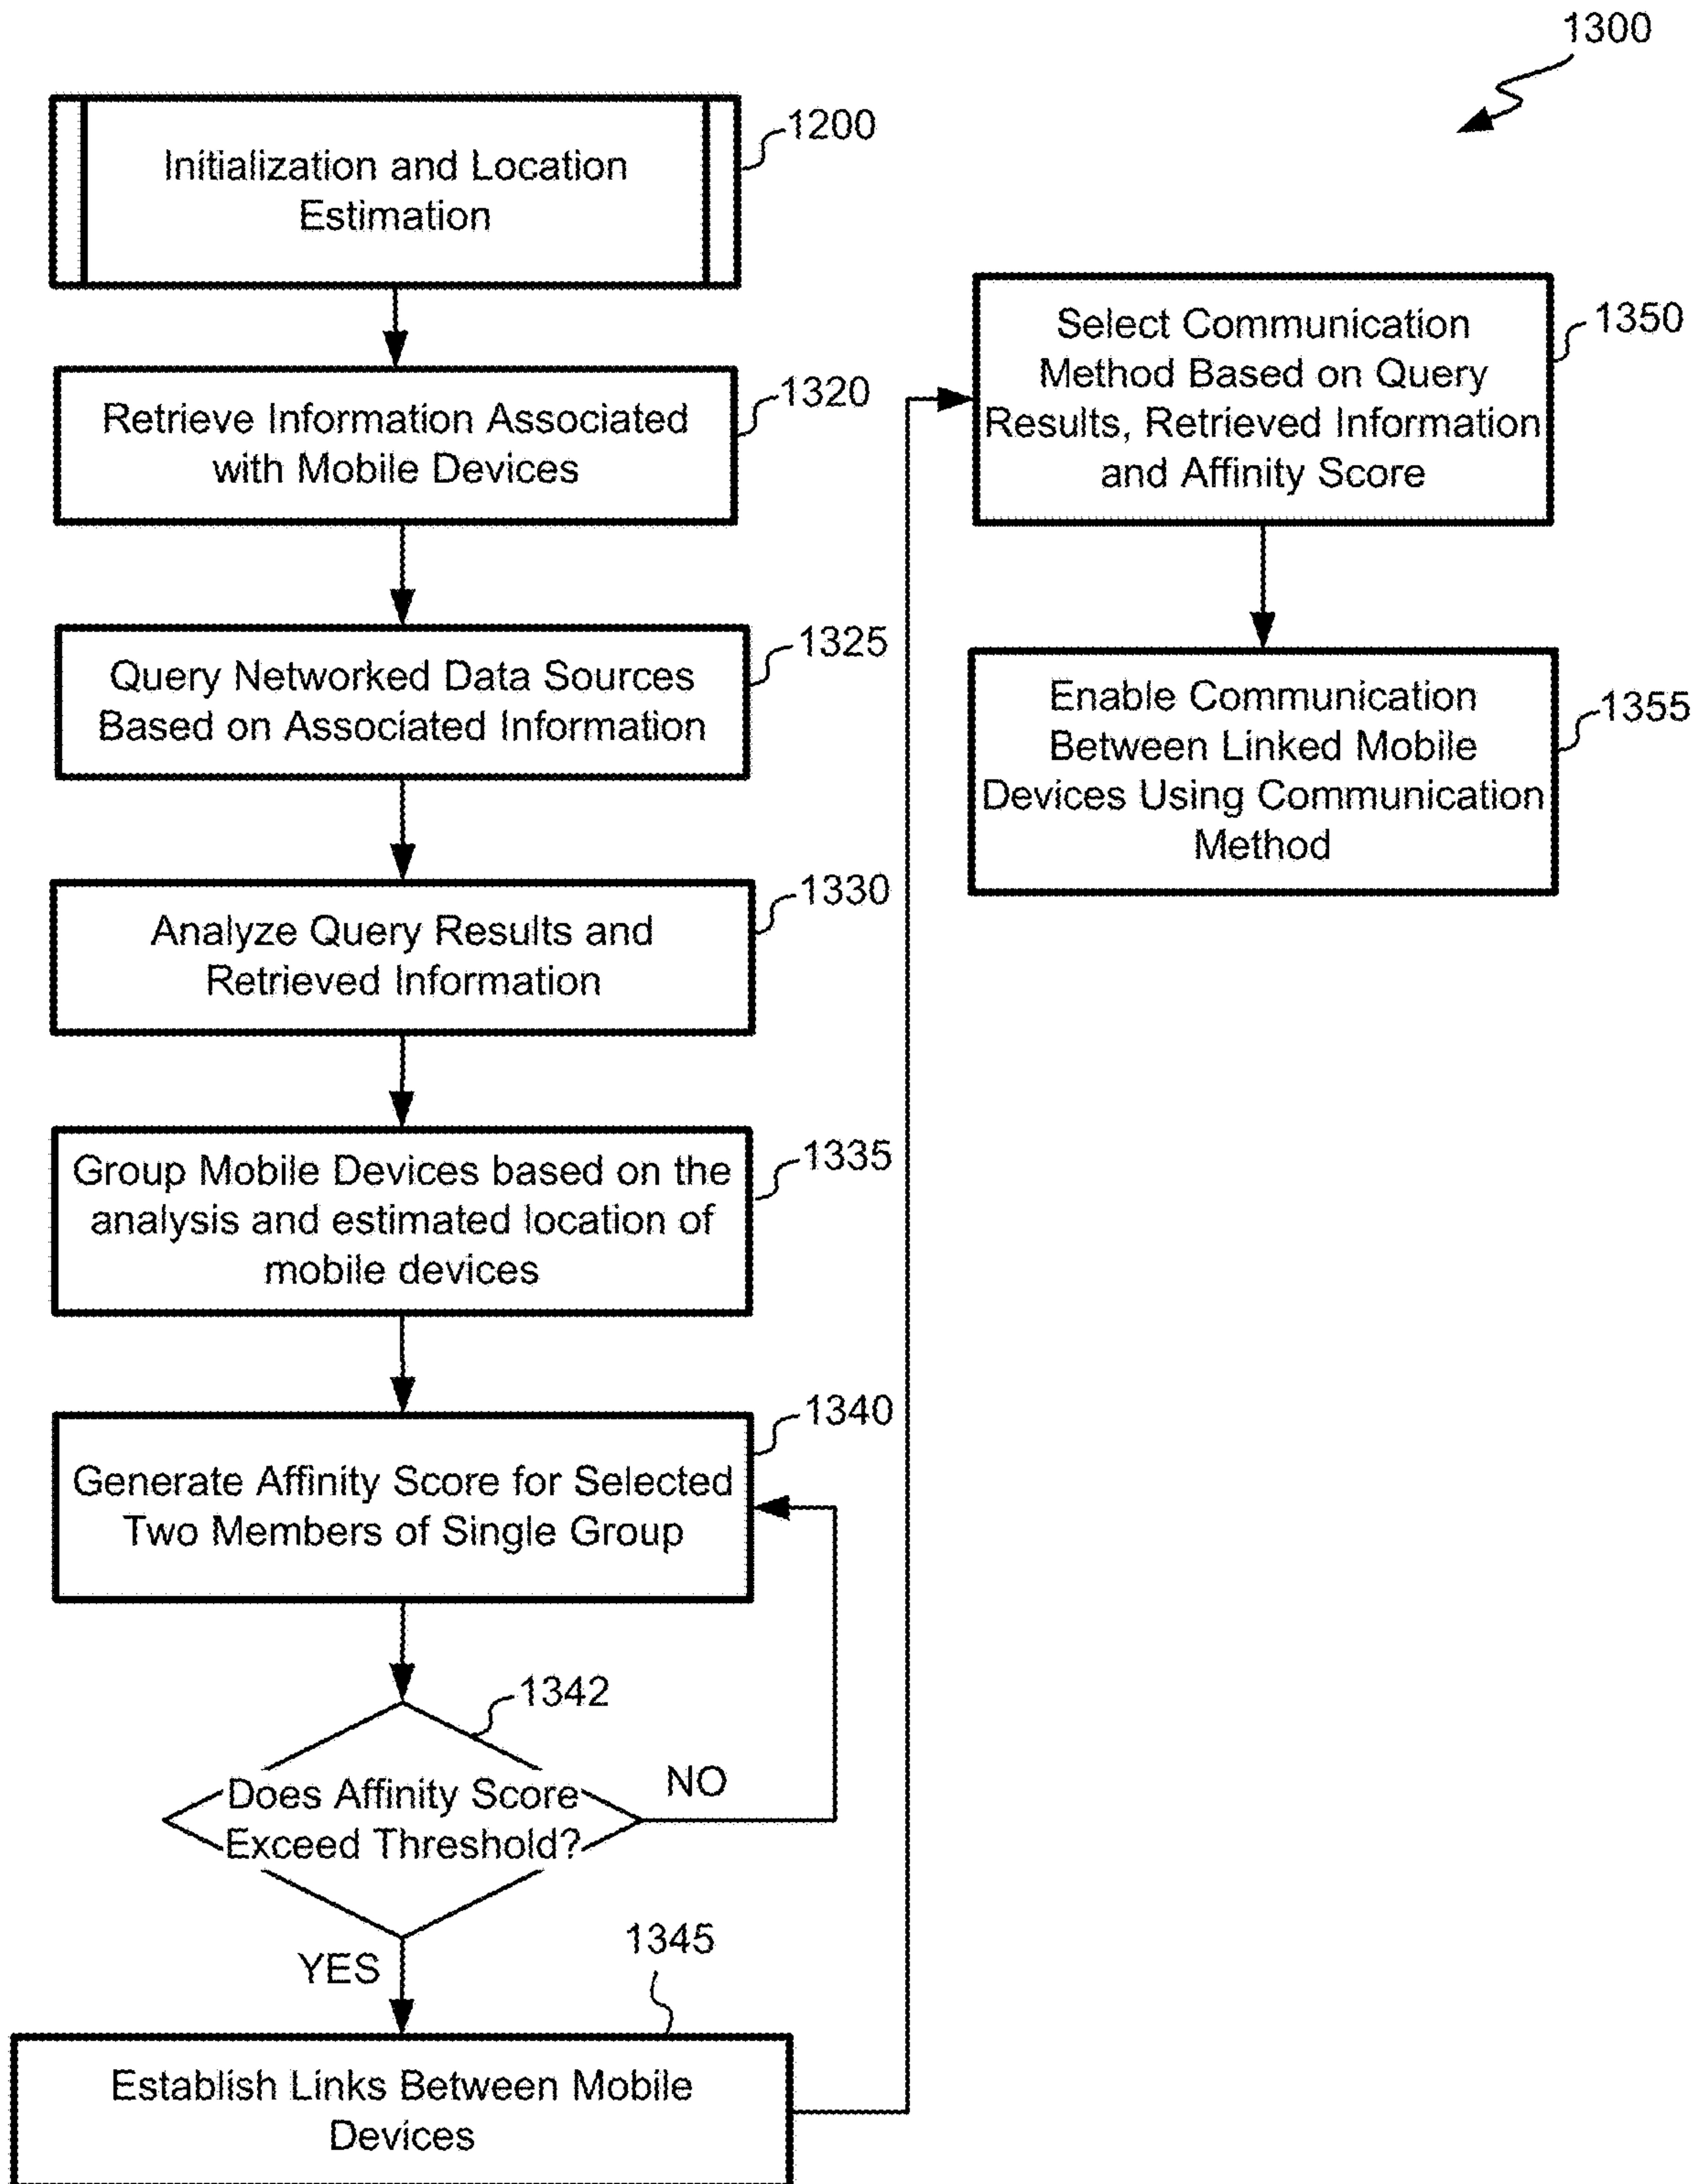 1300
1200
Initialization and Location
Estimation
1320
Retrieve Information Associated
with Mobile Devices
1325
Query Networked Data Sources
Based on Associated Information
1330
Analyze Query Results and
Retrieved Information
1335
Group Mobile Devices based on the
analysis and estimated location of
mobile devices
1340
Generate Affinity Score for Selected
Two Members of Single Group
1342
Does Affinity Score
Exceed Threshold?
NO
YES
1345
Establish Links Between Mobile
Devices
1350
Select Communication
Method Based on Query
Results, Retrieved Information
and Affinity Score
1355
Enable Communication
Between Linked Mobile
Devices Using Communication
Method